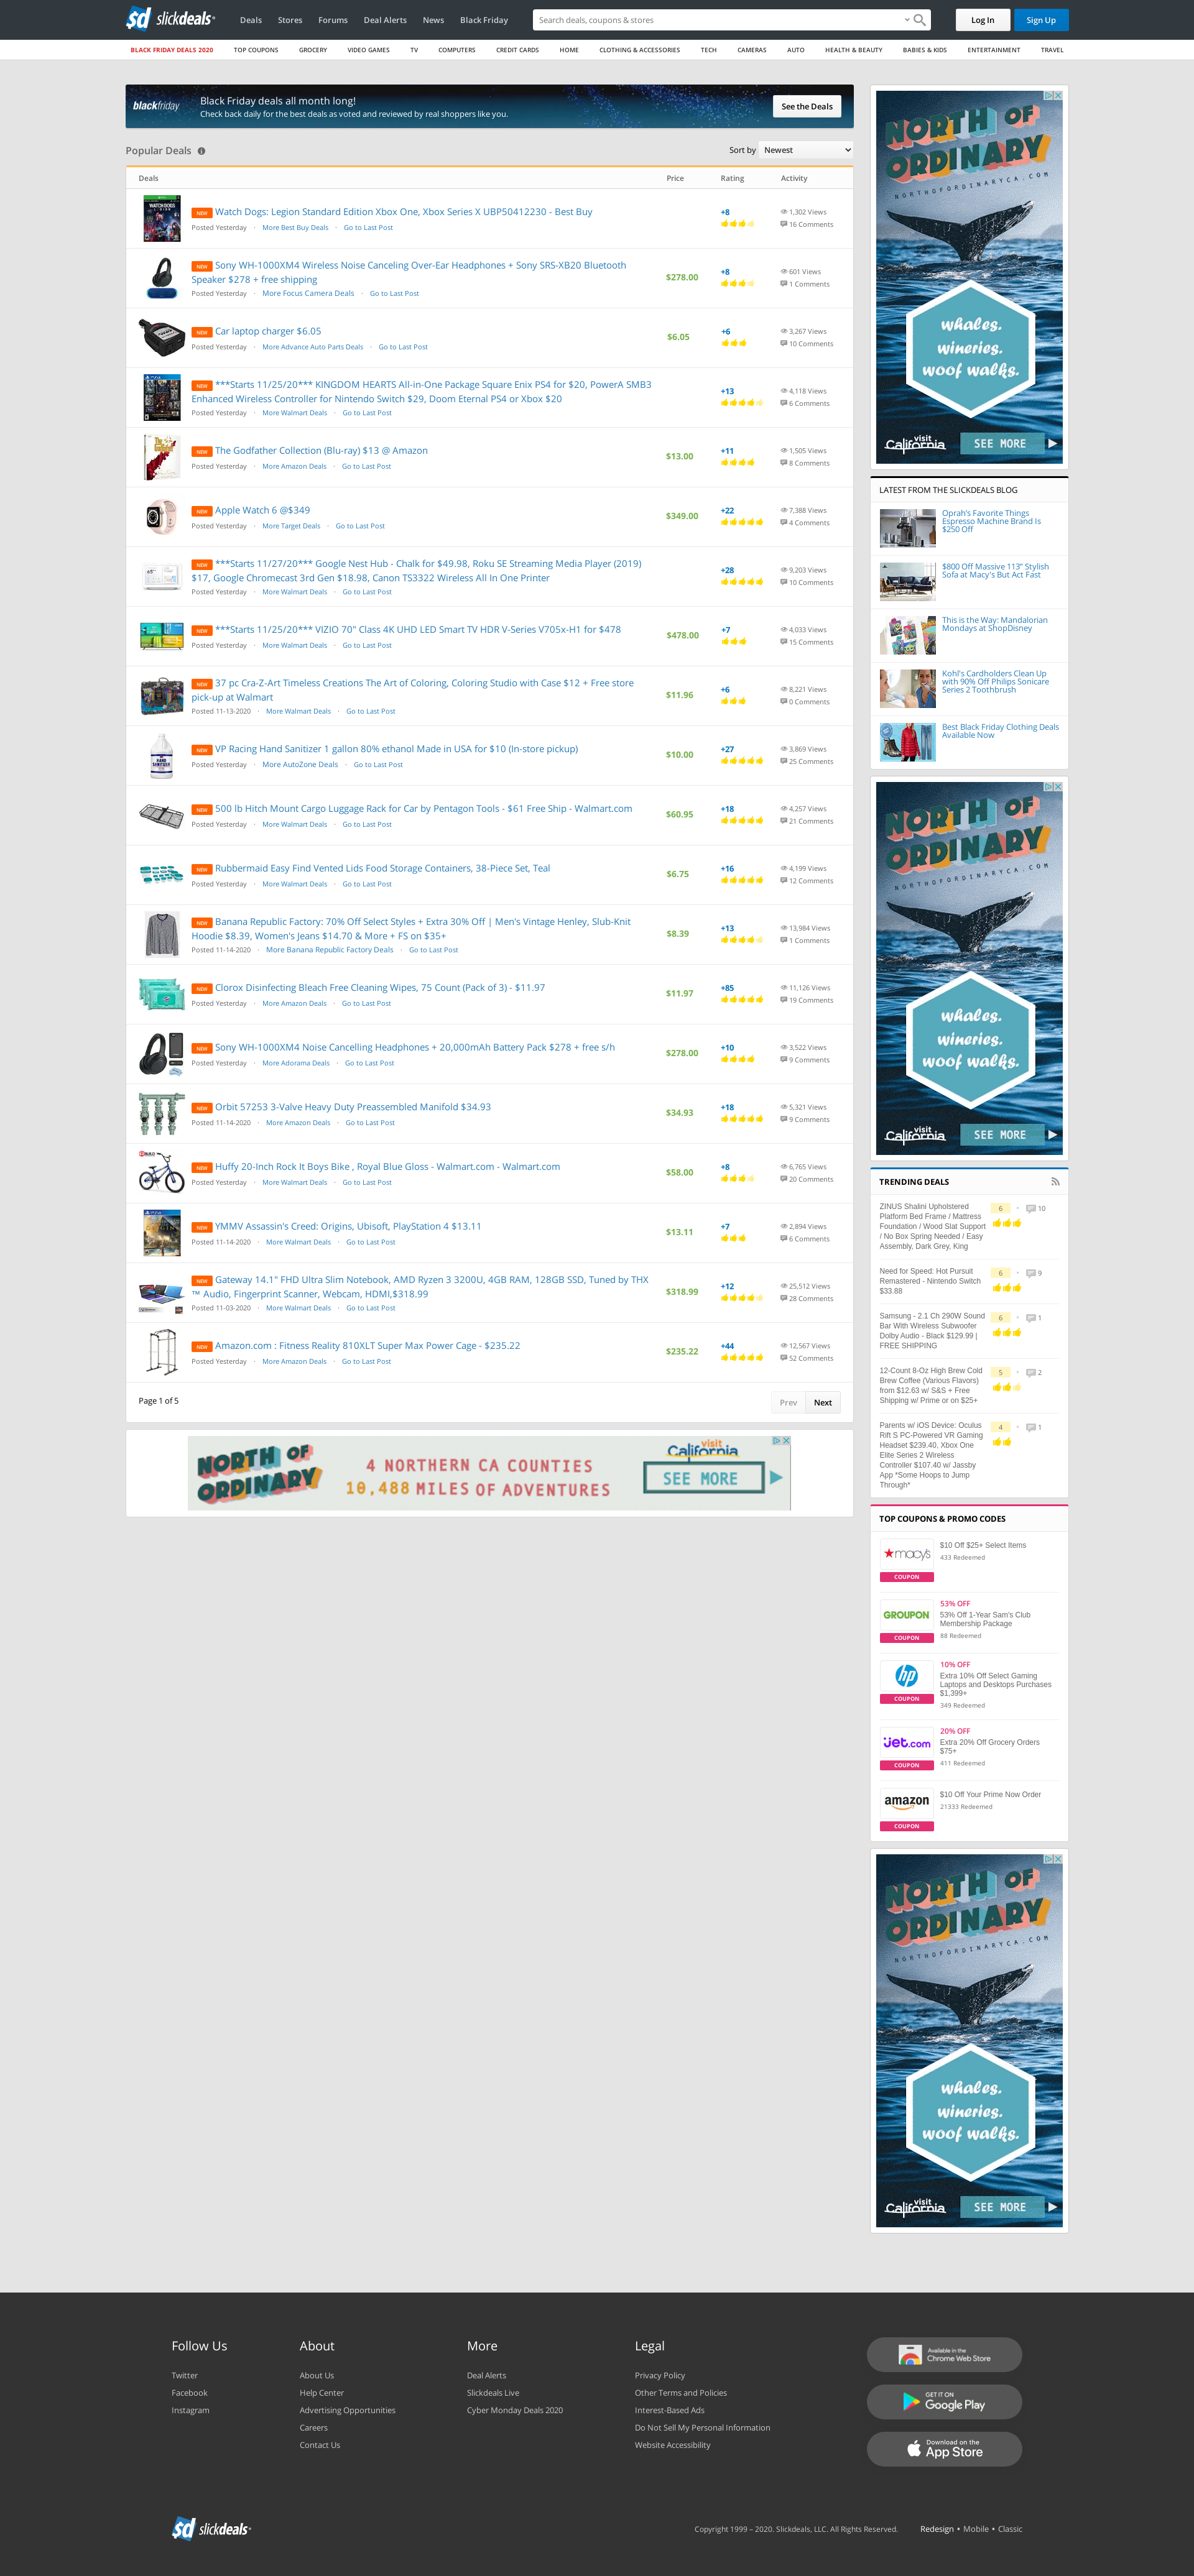 sd slickdeals
Deals Stores Forums Deal Alerts News Black Friday
Search deals, coupons & stores
Log In
Sign Up
BLACK FRIDAY DEALS 2020 TOP COUPONS GROCERY VIDEO GAMES TV COMPUTERS CREDIT CARDS HOME CLOTHING & ACCESSORIES TECH CAMERAS AUTO HEALTH & BEAUTY BABIES & KIDS ENTERTAINMENT TRAVEL
blackfriday
Black Friday deals all month long!
Check back daily for the best deals as voted and reviewed by real shoppers like you.
See the Deals
Popular Deals
Sort by Newest
Deals Price Rating Activity
NEW Watch Dogs: Legion Standard Edition Xbox One, Xbox Series X UBP50412230 - Best Buy
Posted Yesterday · More Best Buy Deals · Go to Last Post
+8
1,302 Views
16 Comments
NEW Sony WH-1000XM4 Wireless Noise Canceling Over-Ear Headphones + Sony SRS-XB20 Bluetooth
Speaker $278 + free shipping
Posted Yesterday · More Focus Camera Deals · Go to Last Post
$278.00
+8
601 Views
1 Comments
NEW Car laptop charger $6.05
Posted Yesterday · More Advance Auto Parts Deals · Go to Last Post
$6.05
+6
3,267 Views
10 Comments
NEW ***Starts 11/25/20*** KINGDOM HEARTS All-in-One Package Square Enix PS4 for $20, PowerA SMB3
Enhanced Wireless Controller for Nintendo Switch $29, Doom Eternal PS4 or Xbox $20
Posted Yesterday · More Walmart Deals · Go to Last Post
+13
4,118 Views
6 Comments
NEW The Godfather Collection (Blu-ray) $13 @ Amazon
Posted Yesterday · More Amazon Deals · Go to Last Post
$13.00
+11
1,505 Views
8 Comments
NEW Apple Watch 6 @$349
Posted Yesterday · More Target Deals · Go to Last Post
$349.00
+22
7,388 Views
4 Comments
NEW ***Starts 11/27/20*** Google Nest Hub - Chalk for $49.98, Roku SE Streaming Media Player (2019)
$17, Google Chromecast 3rd Gen $18.98, Canon TS3322 Wireless All In One Printer
Posted Yesterday · More Walmart Deals · Go to Last Post
+28
9,203 Views
10 Comments
NEW ***Starts 11/25/20*** VIZIO 70" Class 4K UHD LED Smart TV HDR V-Series V705x-H1 for $478
Posted Yesterday · More Walmart Deals · Go to Last Post
$478.00
+7
4,033 Views
15 Comments
NEW 37 pc Cra-Z-Art Timeless Creations The Art of Coloring, Coloring Studio with Case $12 + Free store
pick-up at Walmart
Posted 11-13-2020 · More Walmart Deals · Go to Last Post
$11.96
+6
8,221 Views
0 Comments
NEW VP Racing Hand Sanitizer 1 gallon 80% ethanol Made in USA for $10 (In-store pickup)
Posted Yesterday · More AutoZone Deals · Go to Last Post
$10.00
+27
3,869 Views
25 Comments
NEW 500 lb Hitch Mount Cargo Luggage Rack for Car by Pentagon Tools - $61 Free Ship - Walmart.com
Posted Yesterday · More Walmart Deals · Go to Last Post
$60.95
+18
4,257 Views
21 Comments
NEW Rubbermaid Easy Find Vented Lids Food Storage Containers, 38-Piece Set, Teal
Posted Yesterday · More Walmart Deals · Go to Last Post
$6.75
+16
4,199 Views
12 Comments
NEW Banana Republic Factory: 70% Off Select Styles + Extra 30% Off | Men's Vintage Henley, Slub-Knit
Hoodie $8.39, Women's Jeans $14.70 & More + FS on $35+
Posted 11-14-2020 · More Banana Republic Factory Deals · Go to Last Post
$8.39
+13
13,984 Views
1 Comments
NEW Clorox Disinfecting Bleach Free Cleaning Wipes, 75 Count (Pack of 3) - $11.97
Posted Yesterday · More Amazon Deals · Go to Last Post
$11.97
+85
11,126 Views
19 Comments
NEW Sony WH-1000XM4 Noise Cancelling Headphones + 20,000mAh Battery Pack $278 + free s/h
Posted Yesterday · More Adorama Deals · Go to Last Post
$278.00
+10
3,522 Views
9 Comments
NEW Orbit 57253 3-Valve Heavy Duty Preassembled Manifold $34.93
Posted 11-14-2020 · More Amazon Deals · Go to Last Post
$34.93
+18
5,321 Views
9 Comments
NEW Huffy 20-Inch Rock It Boys Bike , Royal Blue Gloss - Walmart.com - Walmart.com
Posted Yesterday · More Walmart Deals · Go to Last Post
$58.00
+8
6,765 Views
20 Comments
NEW YMMV Assassin's Creed: Origins, Ubisoft, PlayStation 4 $13.11
Posted 11-14-2020 · More Walmart Deals · Go to Last Post
$13.11
+7
2,894 Views
6 Comments
NEW Gateway 14.1" FHD Ultra Slim Notebook, AMD Ryzen 3 3200U, 4GB RAM, 128GB SSD, Tuned by THX
™ Audio, Fingerprint Scanner, Webcam, HDMI,$318.99
Posted 11-03-2020 · More Walmart Deals · Go to Last Post
$318.99
+12
25,512 Views
28 Comments
NEW Amazon.com : Fitness Reality 810XLT Super Max Power Cage - $235.22
Posted Yesterday · More Amazon Deals · Go to Last Post
$235.22
+44
12,567 Views
52 Comments
Page 1 of 5
Prev Next
NORTH OF
ORDINARY
4 NORTHERN CA COUNTIES
10,488 MILES OF ADVENTURES
visit
California
SEE MORE
NORTH OF
ORDINARY
NORTHOFORDINARYCA.COM
whales.
wineries.
woof walks.
visit
California
SEE MORE
LATEST FROM THE SLICKDEALS BLOG
Oprah's Favorite Things
Espresso Machine Brand Is
$250 Off
$800 Off Massive 113" Stylish
Sofa at Macy's But Act Fast
This is the Way: Mandalorian
Mondays at ShopDisney
Kohl's Cardholders Clean Up
with 90% Off Philips Sonicare
Series 2 Toothbrush
Best Black Friday Clothing Deals
Available Now
NORTH OF
ORDINARY
NORTHOFORDINARYCA.COM
whales.
wineries.
woof walks.
visit
California
SEE MORE
TRENDING DEALS
ZINUS Shalini Upholstered
Platform Bed Frame / Mattress
Foundation / Wood Slat Support
/ No Box Spring Needed / Easy
Assembly, Dark Grey, King
6 · 10
Need for Speed: Hot Pursuit
Remastered - Nintendo Switch
$33.88
6 · 9
Samsung - 2.1 Ch 290W Sound
Bar With Wireless Subwoofer
Dolby Audio - Black $129.99 |
FREE SHIPPING
6 · 1
12-Count 8-Oz High Brew Cold
Brew Coffee (Various Flavors)
from $12.63 w/ S&S + Free
Shipping w/ Prime or on $25+
5 · 2
Parents w/ iOS Device: Oculus
Rift S PC-Powered VR Gaming
Headset $239.40, Xbox One
Elite Series 2 Wireless
Controller $107.40 w/ Jassby
App *Some Hoops to Jump
Through*
4 · 1
TOP COUPONS & PROMO CODES
macy's
COUPON
$10 Off $25+ Select Items
433 Redeemed
GROUPON
COUPON
53% OFF
53% Off 1-Year Sam's Club
Membership Package
88 Redeemed
hp
COUPON
10% OFF
Extra 10% Off Select Gaming
Laptops and Desktops Purchases
$1,399+
349 Redeemed
jet.com
COUPON
20% OFF
Extra 20% Off Grocery Orders
$75+
411 Redeemed
amazon
COUPON
$10 Off Your Prime Now Order
21333 Redeemed
NORTH OF
ORDINARY
NORTHOFORDINARYCA.COM
whales.
wineries.
woof walks.
visit
California
SEE MORE
Follow Us
Twitter
Facebook
Instagram
About
About Us
Help Center
Advertising Opportunities
Careers
Contact Us
More
Deal Alerts
Slickdeals Live
Cyber Monday Deals 2020
Legal
Privacy Policy
Other Terms and Policies
Interest-Based Ads
Do Not Sell My Personal Information
Website Accessibility
Available in the
Chrome Web Store
GET IT ON
Google Play
Download on the
App Store
sd slickdeals
Copyright 1999 – 2020. Slickdeals, LLC. All Rights Reserved.
Redesign • Mobile • Classic